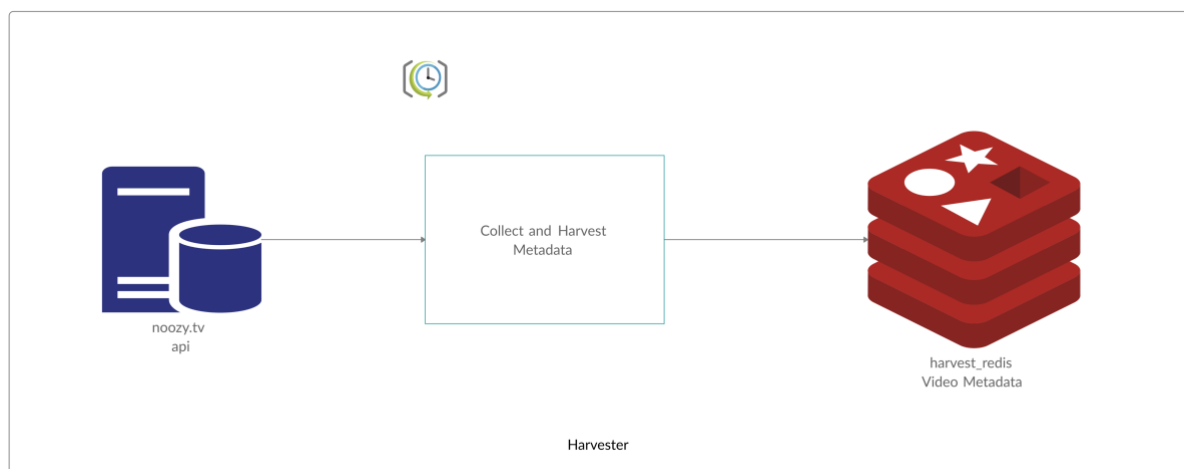 Collect and Harvest
Metadata
noozy.tv
api
harvest_redis
Video Metadata
Harvester